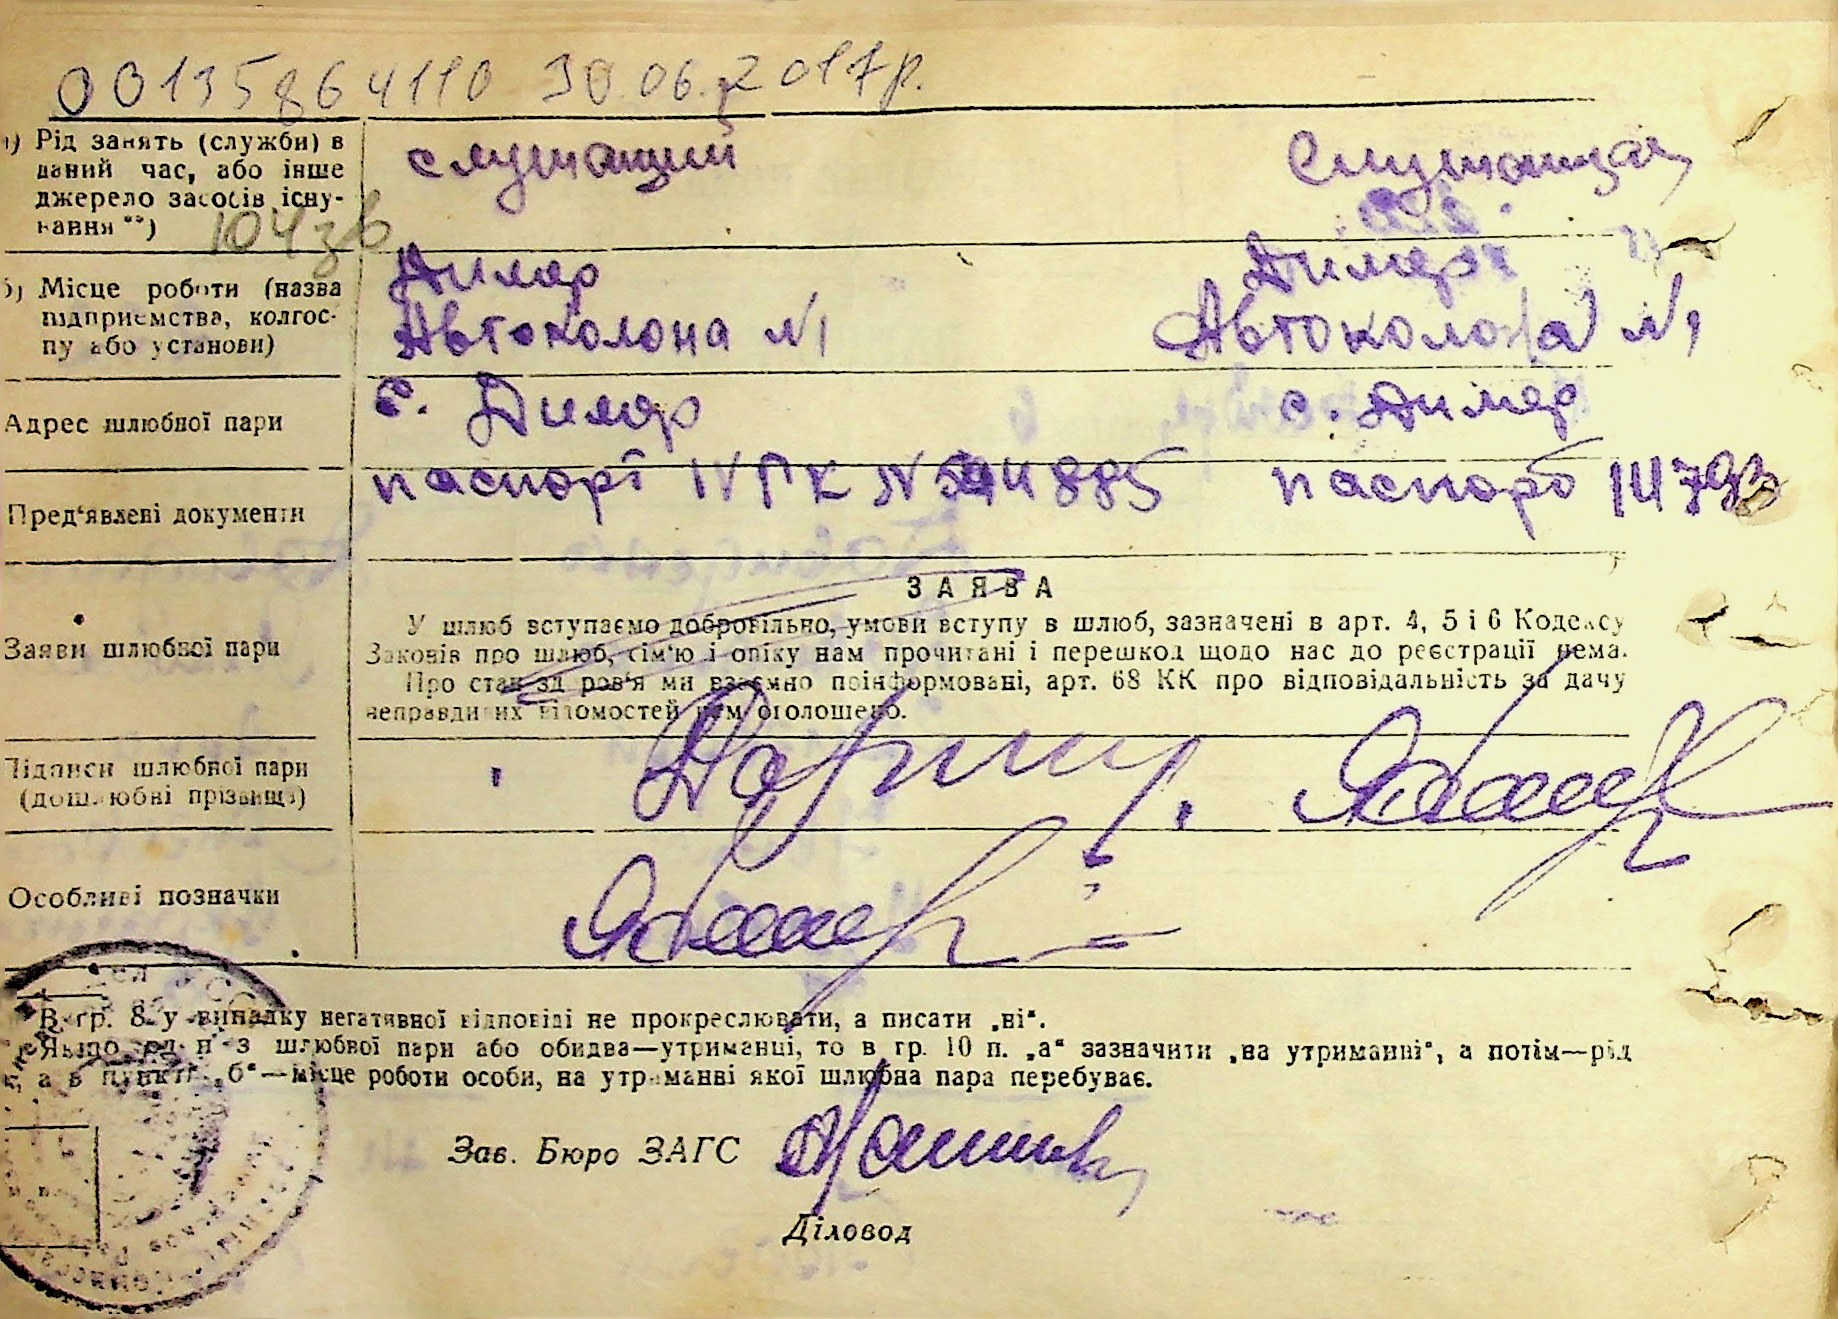 00135864110 30.06.2017р.
а) Рід занять (служби) в даний час, або інше джерело засобів існування **) служащий Служащая
104зв
б) Місце роботи (назва підприємства, колгоспу або установи) Димер Автоколона №1 Димер Автоколона №1
Адрес шлюбної пари с. Димер с. Димер
Пред'явлені документи паспорт IV ПК N 885 паспорт
ЗАЯВА
Заяви шлюбної пари
У шлюб вступаємо добровільно, умови вступу в шлюб, зазначені в арт. 4, 5 і 6 Кодексу
Законів про шлюб, сім'ю і опіку нам прочитані і перешкод щодо нас до реєстрації нема.
Про стан здоров'я ми взаємно поінформовані, арт. 68 КК про відповідальність за дачу
неправдивих відомостей нам оголошено.
Підписи шлюбної пари
(дошлюбні прізвища)
Особливі позначки
В гр. 8 у випадку негативної відповіді не прокреслювати, а писати „ні“.
Якщо один з шлюбної пари або обидва—утриманці, то в гр. 10 п. „а“ зазначити „на утриманні“, а потім—рід
а в пункті „б“—місце роботи особи, на утриманні якої шлюбна пара перебуває.
Зав. Бюро ЗАГС
Діловод